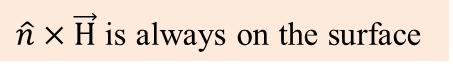 n̂ × H⃗ is always on the surface